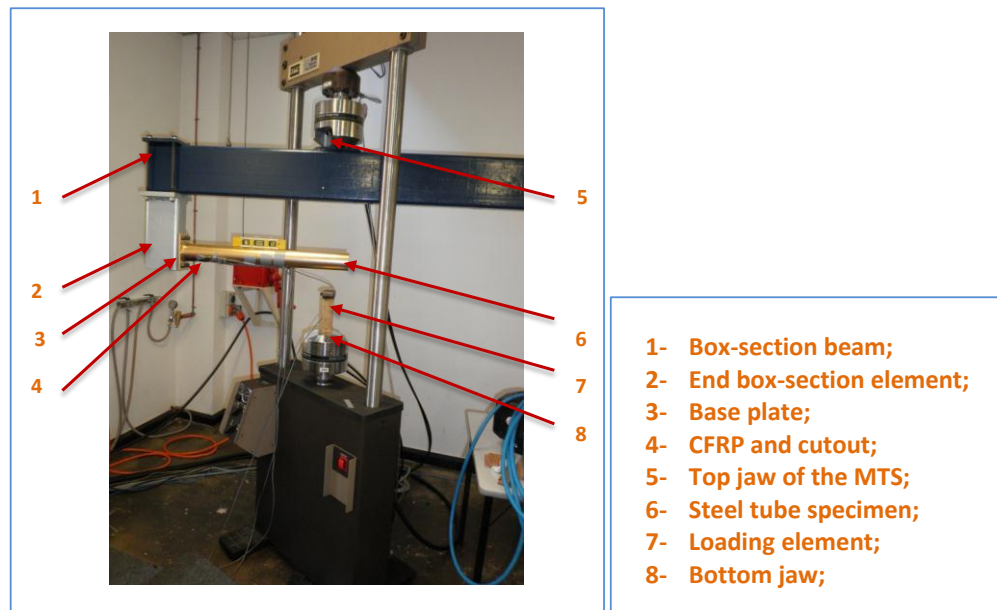 1
2
3
4
5
6
7
8
1- Box-section beam;
2- End box-section element;
3- Base plate;
4- CFRP and cutout;
5- Top jaw of the MTS;
6- Steel tube specimen;
7- Loading element;
8- Bottom jaw;